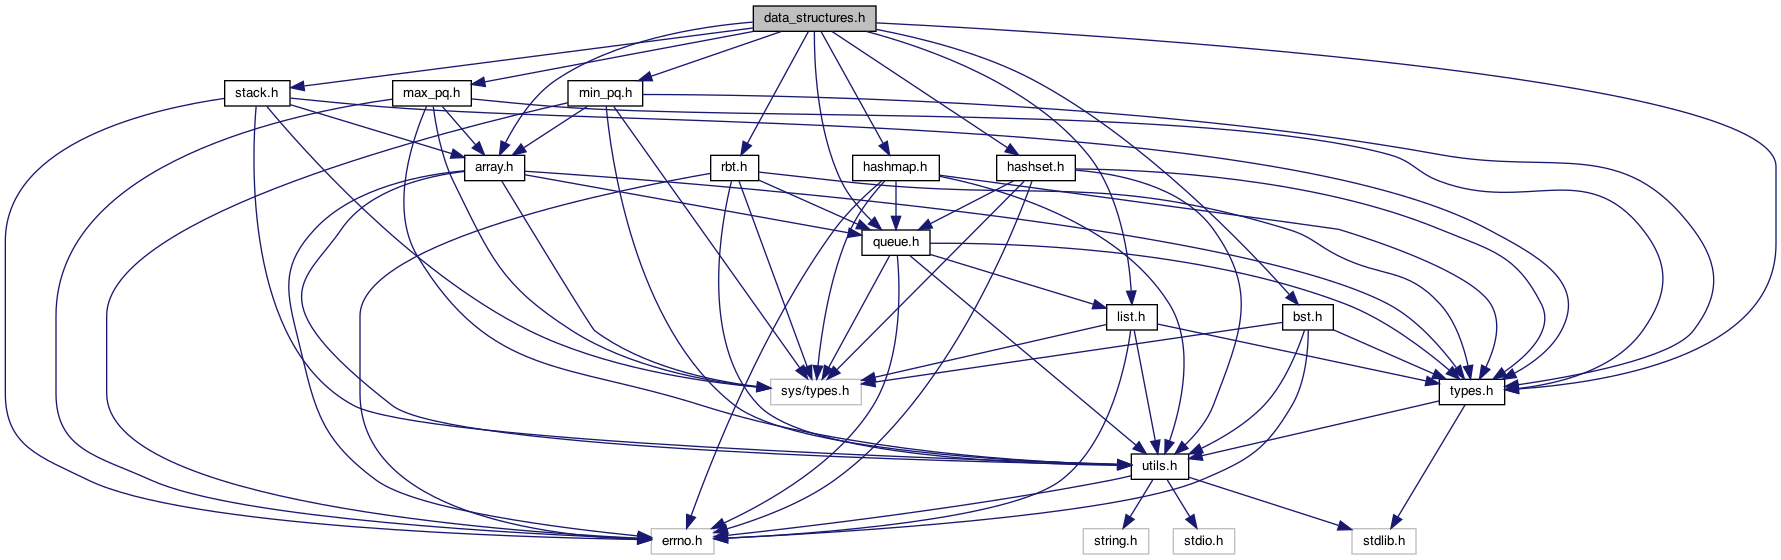 data_structures.h
stack.h
max_pq.h
min_pq.h
array.h
rbt.h
hashmap.h
hashset.h
queue.h
list.h
bst.h
sys/types.h
types.h
utils.h
errno.h
string.h
stdio.h
stdlib.h